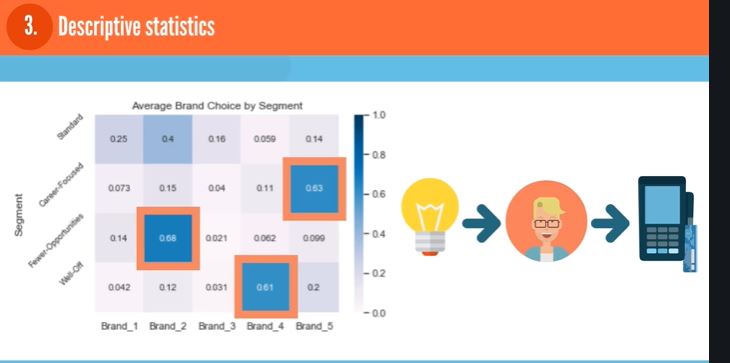 3. Descriptive statistics
Average Brand Choice by Segment
Segment
Standard 0.25 0.4 0.16 0.059 0.14
Career-Focused 0.073 0.15 0.04 0.11 0.63
Fewer-Opportunities 0.14 0.68 0.021 0.062 0.099
Well-Off 0.042 0.12 0.031 0.61 0.2
Brand_1 Brand_2 Brand_3 Brand_4 Brand_5
1.0
0.8
0.6
0.4
0.2
0.0